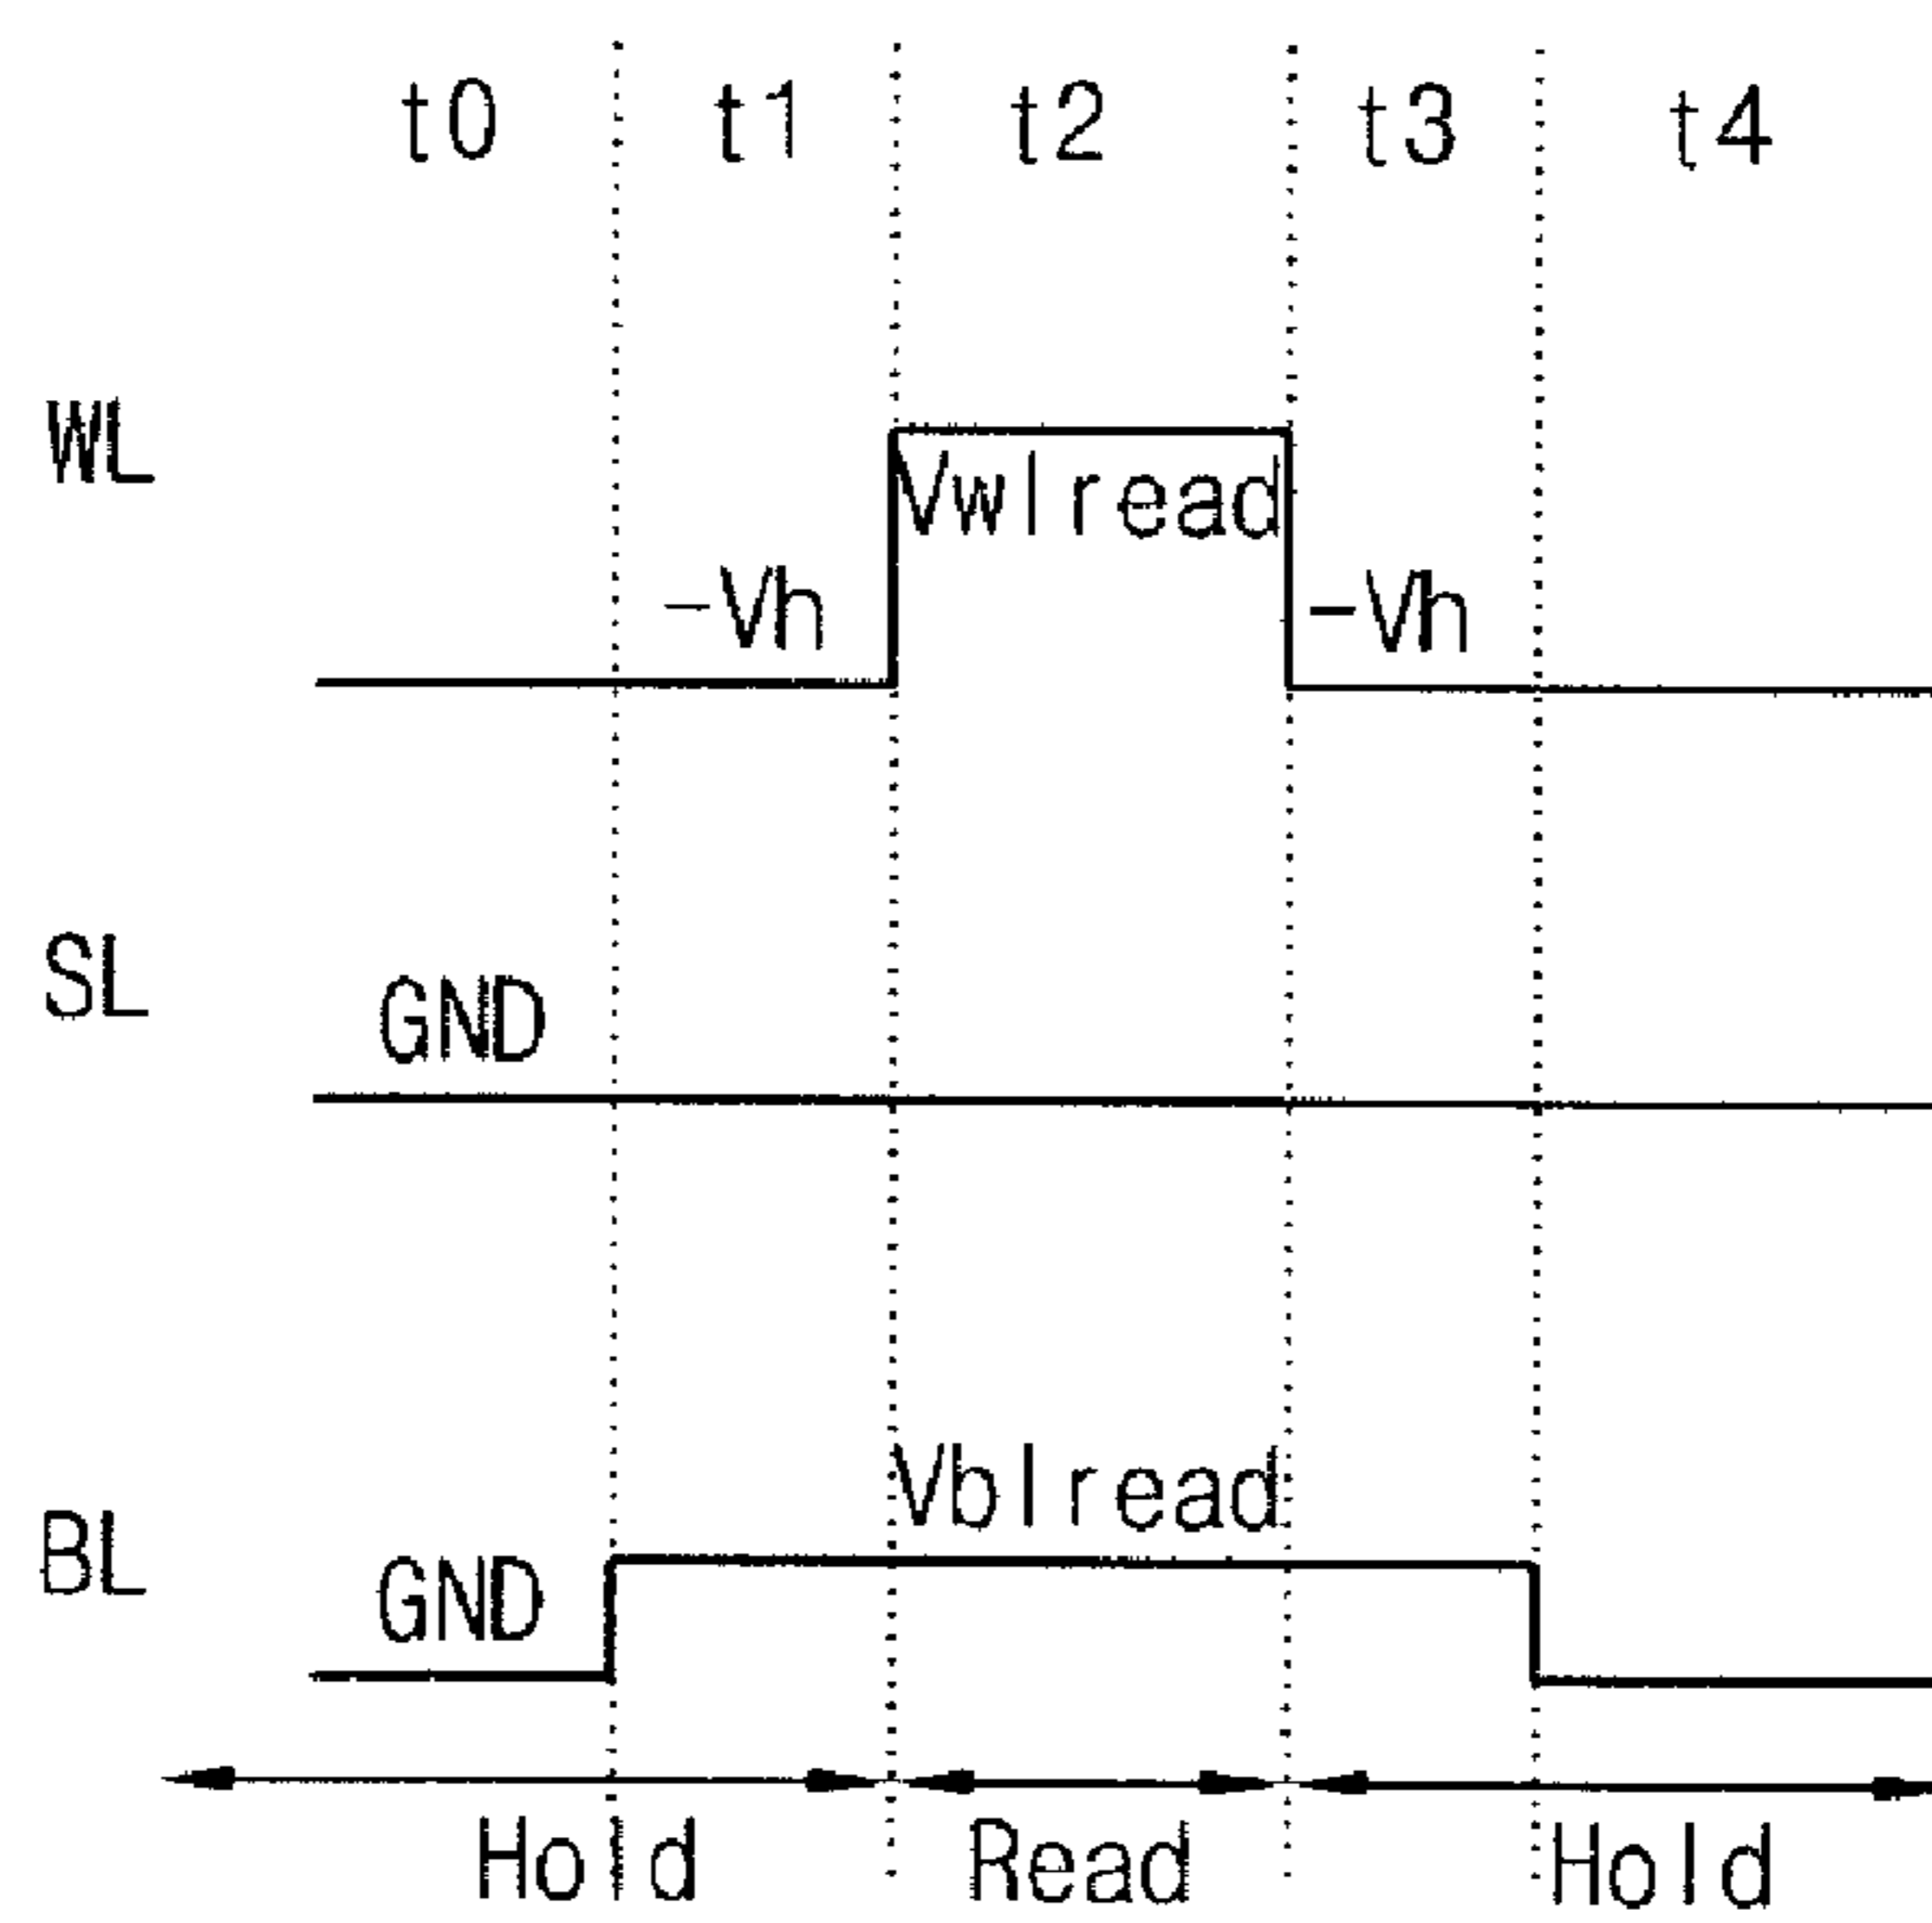 t0 t1 t2 t3 t4
WL
Vwlread
-Vh -Vh
SL
GND
Vblread
BL
GND
Hold Read Hold